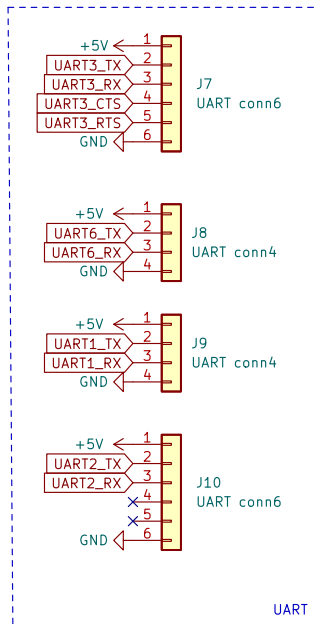 +5V 1
UART3_TX 2
UART3_RX 3 J7
UART3_CTS 4 UART conn6
UART3_RTS 5
GND 6
+5V 1
UART6_TX 2 J8
UART6_RX 3 UART conn4
GND 4
+5V 1
UART1_TX 2 J9
UART1_RX 3 UART conn4
GND 4
+5V 1
UART2_TX 2
UART2_RX 3 J10
4 UART conn6
5
GND 6
UART